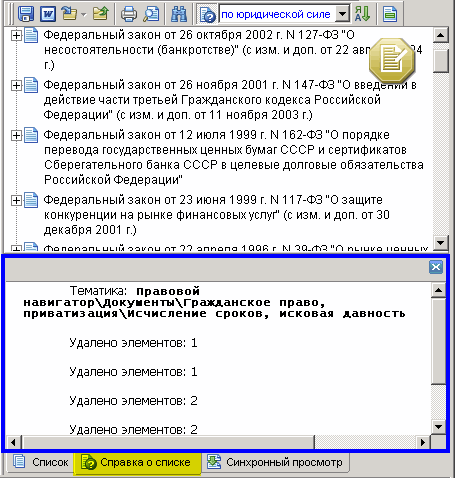 по юридической силе
Федеральный закон от 26 октября 2002 г. N 127-ФЗ "О
несостоятельности (банкротстве)" (с изм. и доп. от 22
г.)
Федеральный закон от 26 ноября 2001 г. N 147-ФЗ "О введении в
действие части третьей Гражданского кодекса Российской
Федерации" (с изм. и доп. от 11 ноября 2003 г.)
Федеральный закон от 12 июля 1999 г. N 162-ФЗ "О порядке
перевода государственных ценных бумаг СССР и сертификатов
Сберегательного банка СССР в целевые долговые обязательства
Российской Федерации"
Федеральный закон от 23 июня 1999 г. N 117-ФЗ "О защите
конкуренции на рынке финансовых услуг" (с изм. и доп. от 30
декабря 2001 г.)
Федеральный закон от 22 апреля 1996 г. N 39-ФЗ "О рынке ценных
Тематика: Правовой
навигатор\Документы\Гражданское право,
приватизация\Исчисление сроков, исковая давность
Удалено элементов: 1
Удалено элементов: 1
Удалено элементов: 2
Удалено элементов: 2
Список Справка о списке Синхронный просмотр